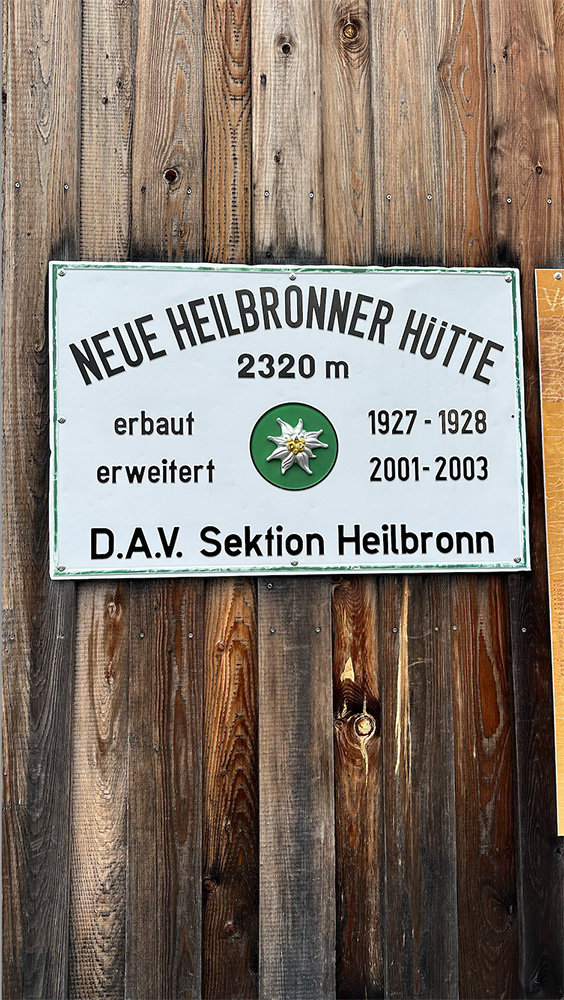 NEUE HEILBRONNER HÜTTE
2320 m
erbaut 1927 - 1928
erweitert 2001 - 2003
D.A.V. Sektion Heilbronn